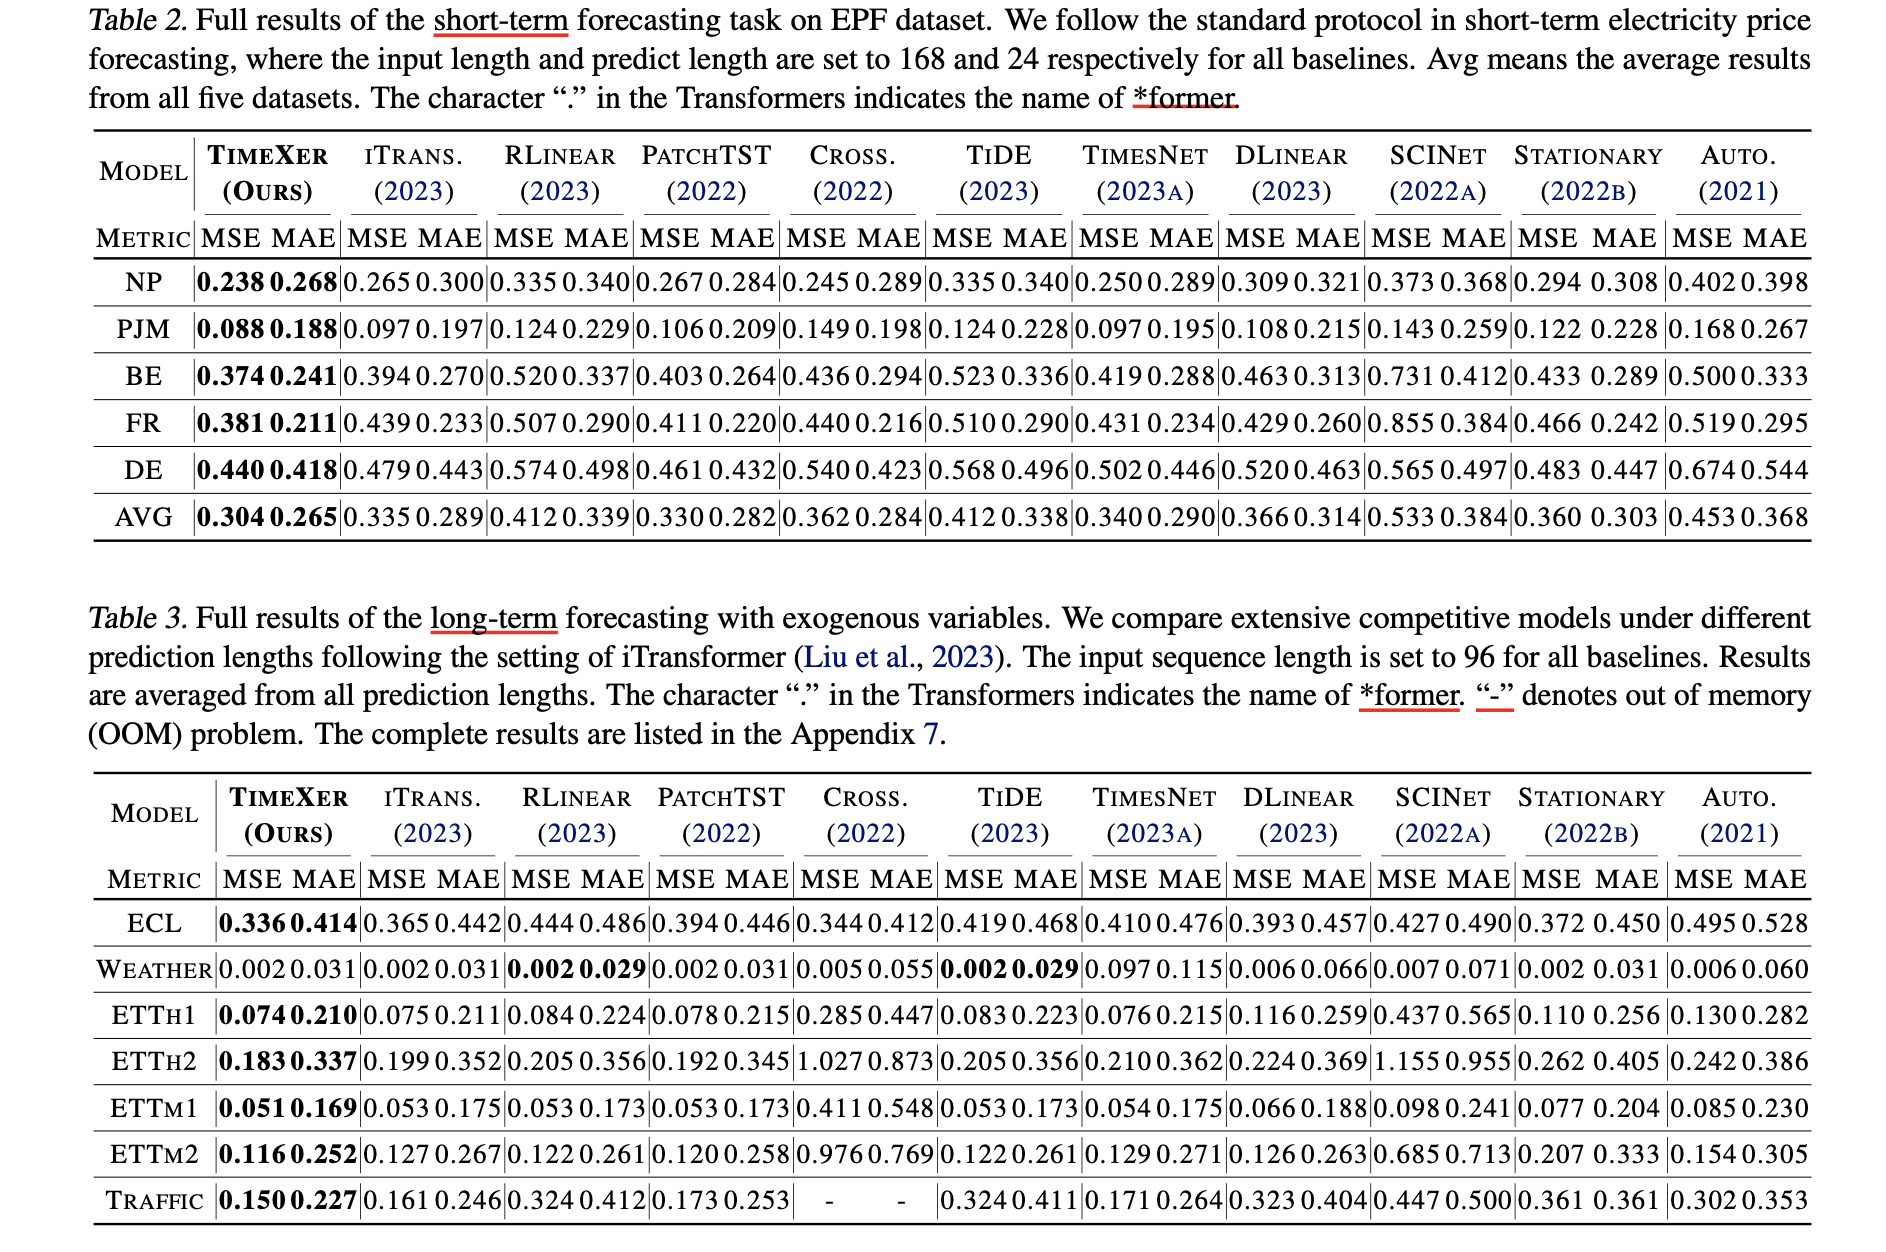 Table 2. Full results of the short-term forecasting task on EPF dataset. We follow the standard protocol in short-term electricity price
forecasting, where the input length and predict length are set to 168 and 24 respectively for all baselines. Avg means the average results
from all five datasets. The character “.” in the Transformers indicates the name of *former.
MODEL TIMEXER ITRANS. RLINEAR PATCHTST CROSS. TIDE TIMESNET DLINEAR SCINET STATIONARY AUTO.
(OURS) (2023) (2023) (2022) (2022) (2023) (2023A) (2023) (2022A) (2022B) (2021)
METRIC MSE MAE MSE MAE MSE MAE MSE MAE MSE MAE MSE MAE MSE MAE MSE MAE MSE MAE MSE MAE MSE MAE
NP 0.238 0.268 0.265 0.300 0.335 0.340 0.267 0.284 0.245 0.289 0.335 0.340 0.250 0.289 0.309 0.321 0.373 0.368 0.294 0.308 0.402 0.398
PJM 0.088 0.188 0.097 0.197 0.124 0.229 0.106 0.209 0.149 0.198 0.124 0.228 0.097 0.195 0.108 0.215 0.143 0.259 0.122 0.228 0.168 0.267
BE 0.374 0.241 0.394 0.270 0.520 0.337 0.403 0.264 0.436 0.294 0.523 0.336 0.419 0.288 0.463 0.313 0.731 0.412 0.433 0.289 0.500 0.333
FR 0.381 0.211 0.439 0.233 0.507 0.290 0.411 0.220 0.440 0.216 0.510 0.290 0.431 0.234 0.429 0.260 0.855 0.384 0.466 0.242 0.519 0.295
DE 0.440 0.418 0.479 0.443 0.574 0.498 0.461 0.432 0.540 0.423 0.568 0.496 0.502 0.446 0.520 0.463 0.565 0.497 0.483 0.447 0.674 0.544
AVG 0.304 0.265 0.335 0.289 0.412 0.339 0.330 0.282 0.362 0.284 0.412 0.338 0.340 0.290 0.366 0.314 0.533 0.384 0.360 0.303 0.453 0.368
Table 3. Full results of the long-term forecasting with exogenous variables. We compare extensive competitive models under different
prediction lengths following the setting of iTransformer (Liu et al., 2023). The input sequence length is set to 96 for all baselines. Results
are averaged from all prediction lengths. The character “.” in the Transformers indicates the name of *former. “-” denotes out of memory
(OOM) problem. The complete results are listed in the Appendix 7.
MODEL TIMEXER ITRANS. RLINEAR PATCHTST CROSS. TIDE TIMESNET DLINEAR SCINET STATIONARY AUTO.
(OURS) (2023) (2023) (2022) (2022) (2023) (2023A) (2023) (2022A) (2022B) (2021)
METRIC MSE MAE MSE MAE MSE MAE MSE MAE MSE MAE MSE MAE MSE MAE MSE MAE MSE MAE MSE MAE MSE MAE
ECL 0.336 0.414 0.365 0.442 0.444 0.486 0.394 0.446 0.344 0.412 0.419 0.468 0.410 0.476 0.393 0.457 0.427 0.490 0.372 0.450 0.495 0.528
WEATHER 0.002 0.031 0.002 0.031 0.002 0.029 0.002 0.031 0.005 0.055 0.002 0.029 0.097 0.115 0.006 0.066 0.007 0.071 0.002 0.031 0.006 0.060
ETTH1 0.074 0.210 0.075 0.211 0.084 0.224 0.078 0.215 0.285 0.447 0.083 0.223 0.076 0.215 0.116 0.259 0.437 0.565 0.110 0.256 0.130 0.282
ETTH2 0.183 0.337 0.199 0.352 0.205 0.356 0.192 0.345 1.027 0.873 0.205 0.356 0.210 0.362 0.224 0.369 1.155 0.955 0.262 0.405 0.242 0.386
ETTM1 0.051 0.169 0.053 0.175 0.053 0.173 0.053 0.173 0.411 0.548 0.053 0.173 0.054 0.175 0.066 0.188 0.098 0.241 0.077 0.204 0.085 0.230
ETTM2 0.116 0.252 0.127 0.267 0.122 0.261 0.120 0.258 0.976 0.769 0.122 0.261 0.129 0.271 0.126 0.263 0.685 0.713 0.207 0.333 0.154 0.305
TRAFFIC 0.150 0.227 0.161 0.246 0.324 0.412 0.173 0.253 - - 0.324 0.411 0.171 0.264 0.323 0.404 0.447 0.500 0.361 0.361 0.302 0.353